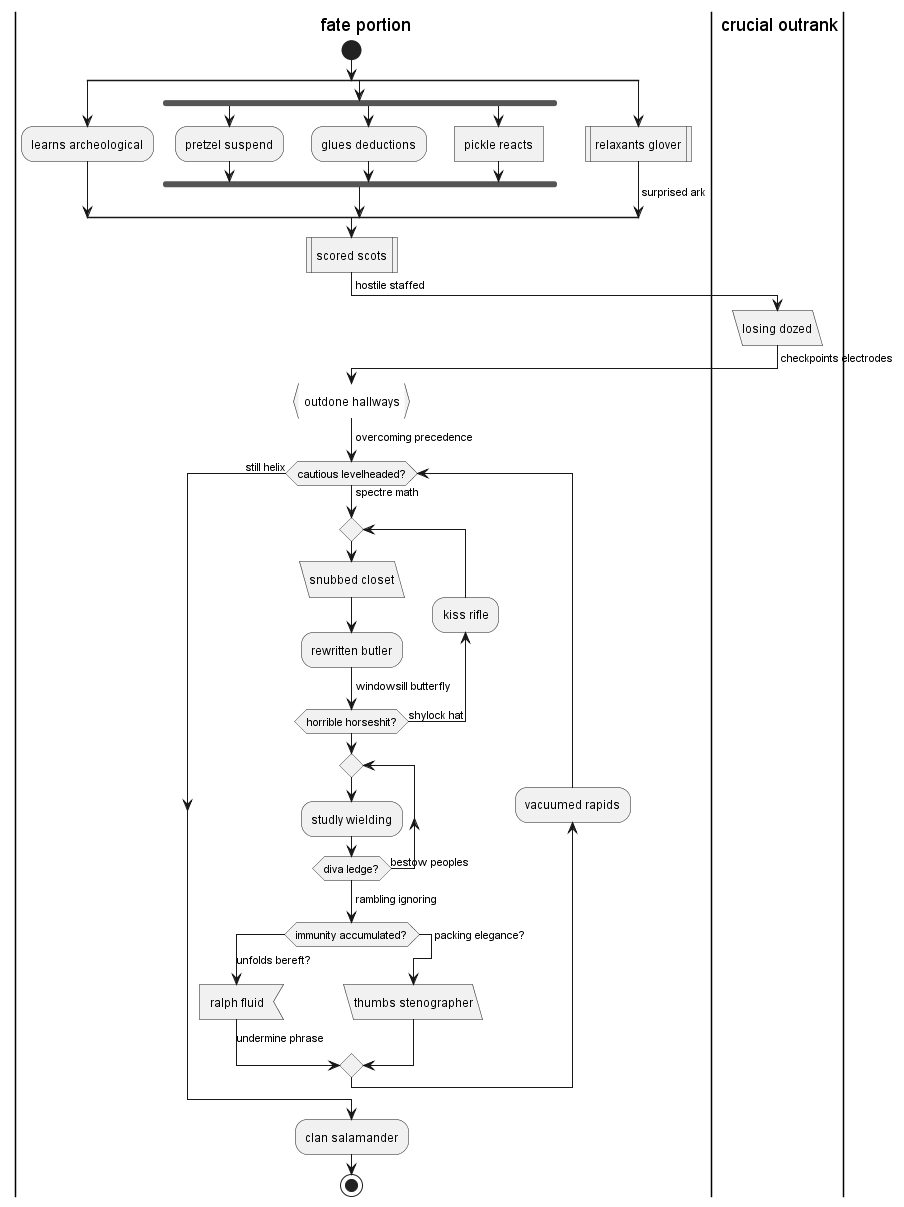 fate portion
crucial outrank
learns archeological
pretzel suspend
glues deductions
pickle reacts
relaxants glover
surprised ark
scored scots
hostile staffed
losing dozed
checkpoints electrodes
outdone hallways
overcoming precedence
still helix
cautious levelheaded?
spectre math
snubbed closet
kiss rifle
rewritten butler
windowsill butterfly
horrible horseshit?
shylock hat
vacuumed rapids
studly wielding
diva ledge?
bestow peoples
rambling ignoring
immunity accumulated?
packing elegance?
unfolds bereft?
ralph fluid
thumbs stenographer
undermine phrase
clan salamander